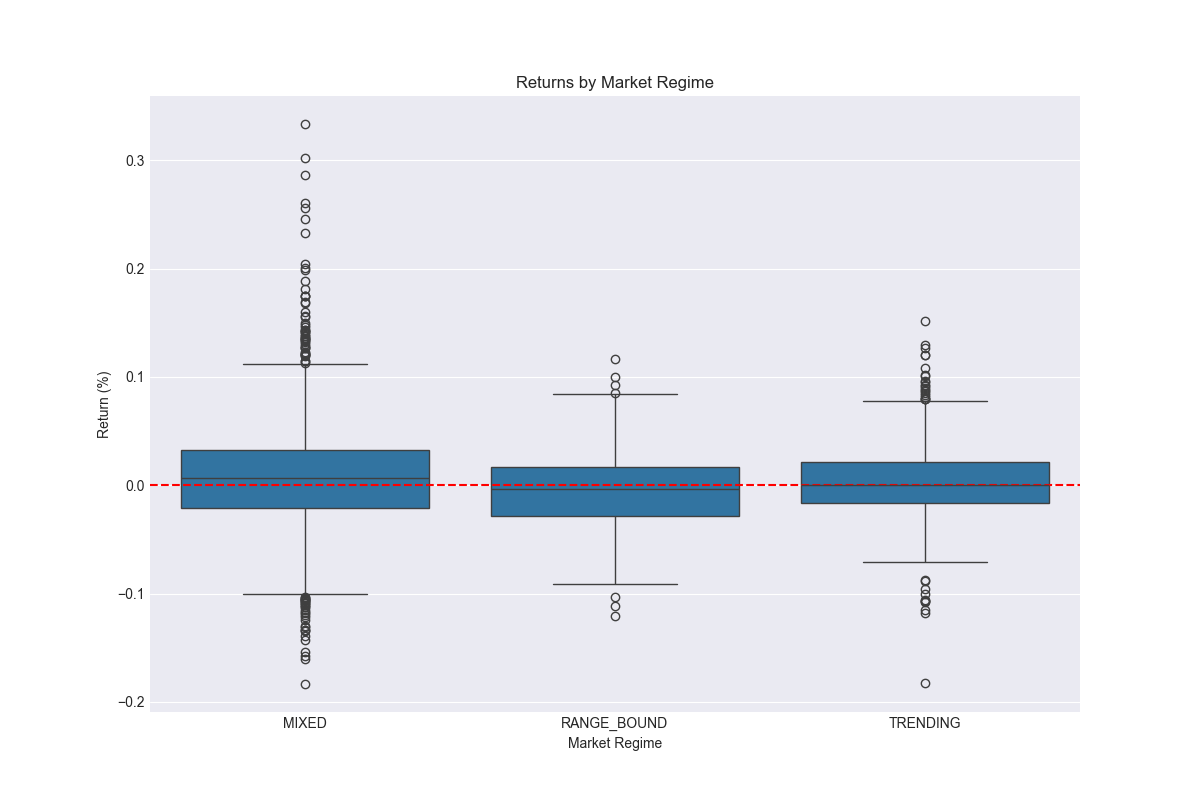 Returns by Market Regime
Return (%)
0.3
0.2
0.1
0.0
−0.1
−0.2
MIXED
RANGE_BOUND
TRENDING
Market Regime